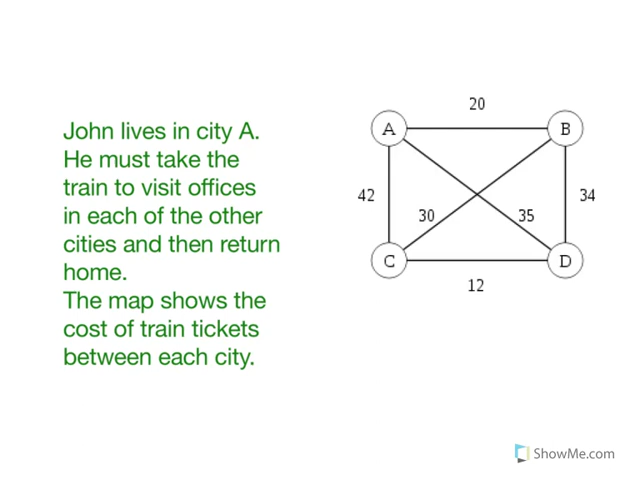 John lives in city A.
He must take the
train to visit offices
in each of the other
cities and then return
home.
The map shows the
cost of train tickets
between each city.
20
A
B
42
30
35
34
C
D
12
ShowMe.com